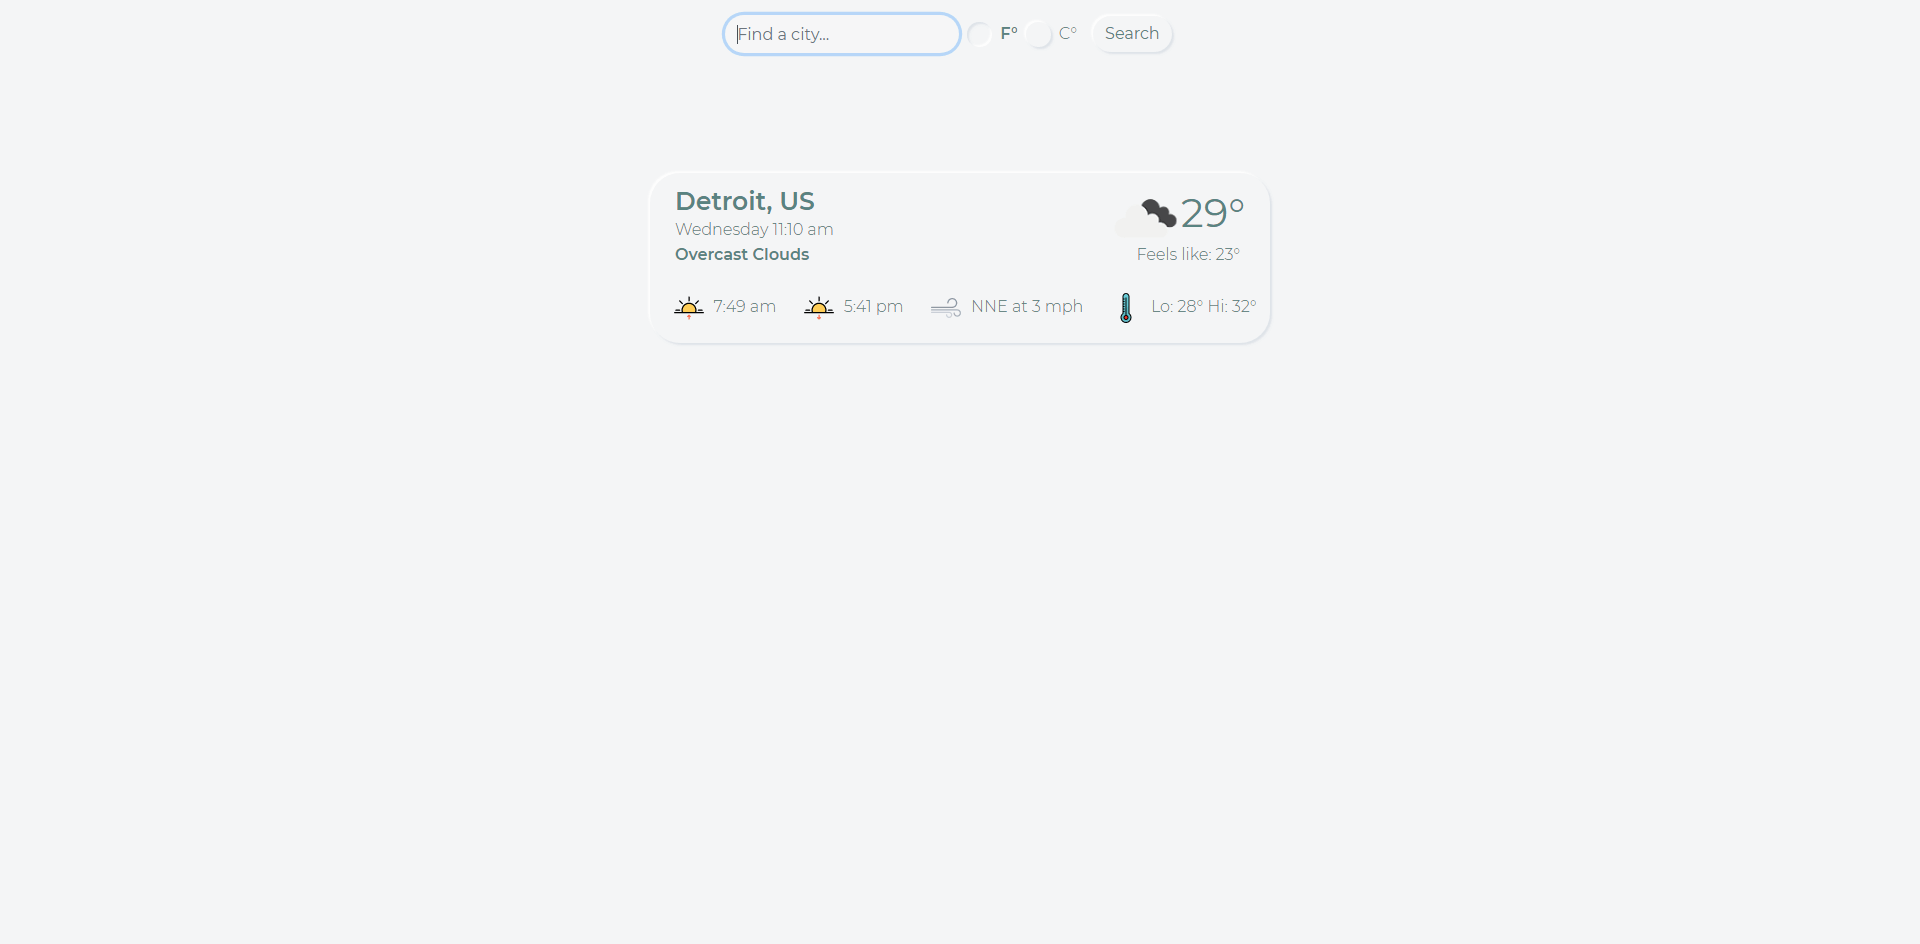 Find a city...
F°
C°
Search
Detroit, US
29°
Wednesday 11:10 am
Overcast Clouds
Feels like: 23°
7:49 am
5:41 pm
NNE at 3 mph
Lo: 28° Hi: 32°